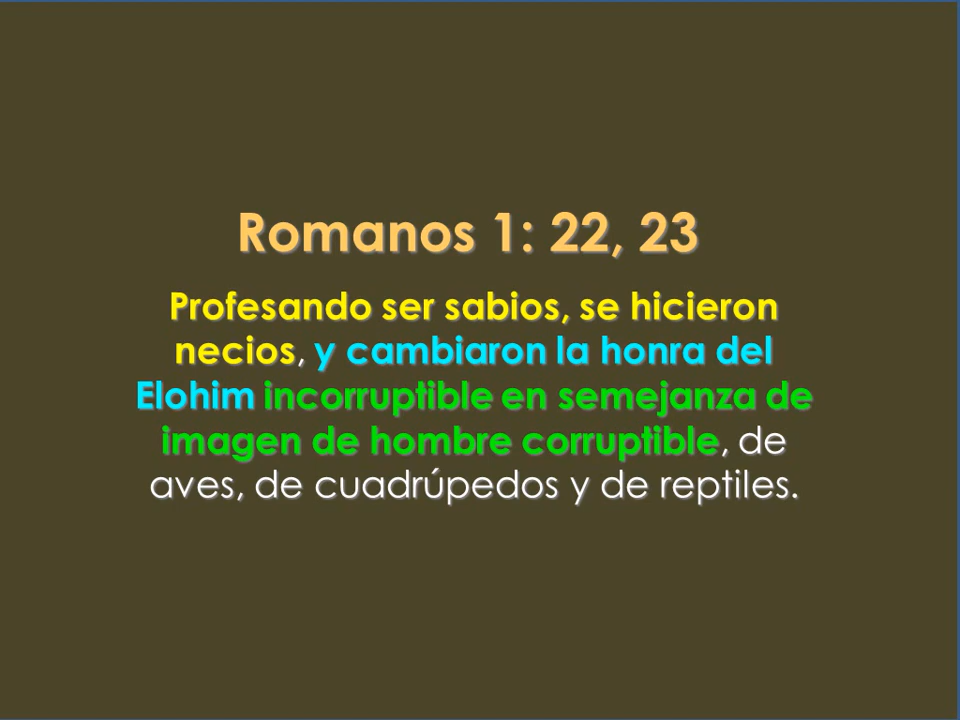 Romanos 1: 22, 23
Profesando ser sabios, se hicieron
necios, y cambiaron la honra del
Elohim incorruptible en semejanza de
imagen de hombre corruptible, de
aves, de cuadrúpedos y de reptiles.